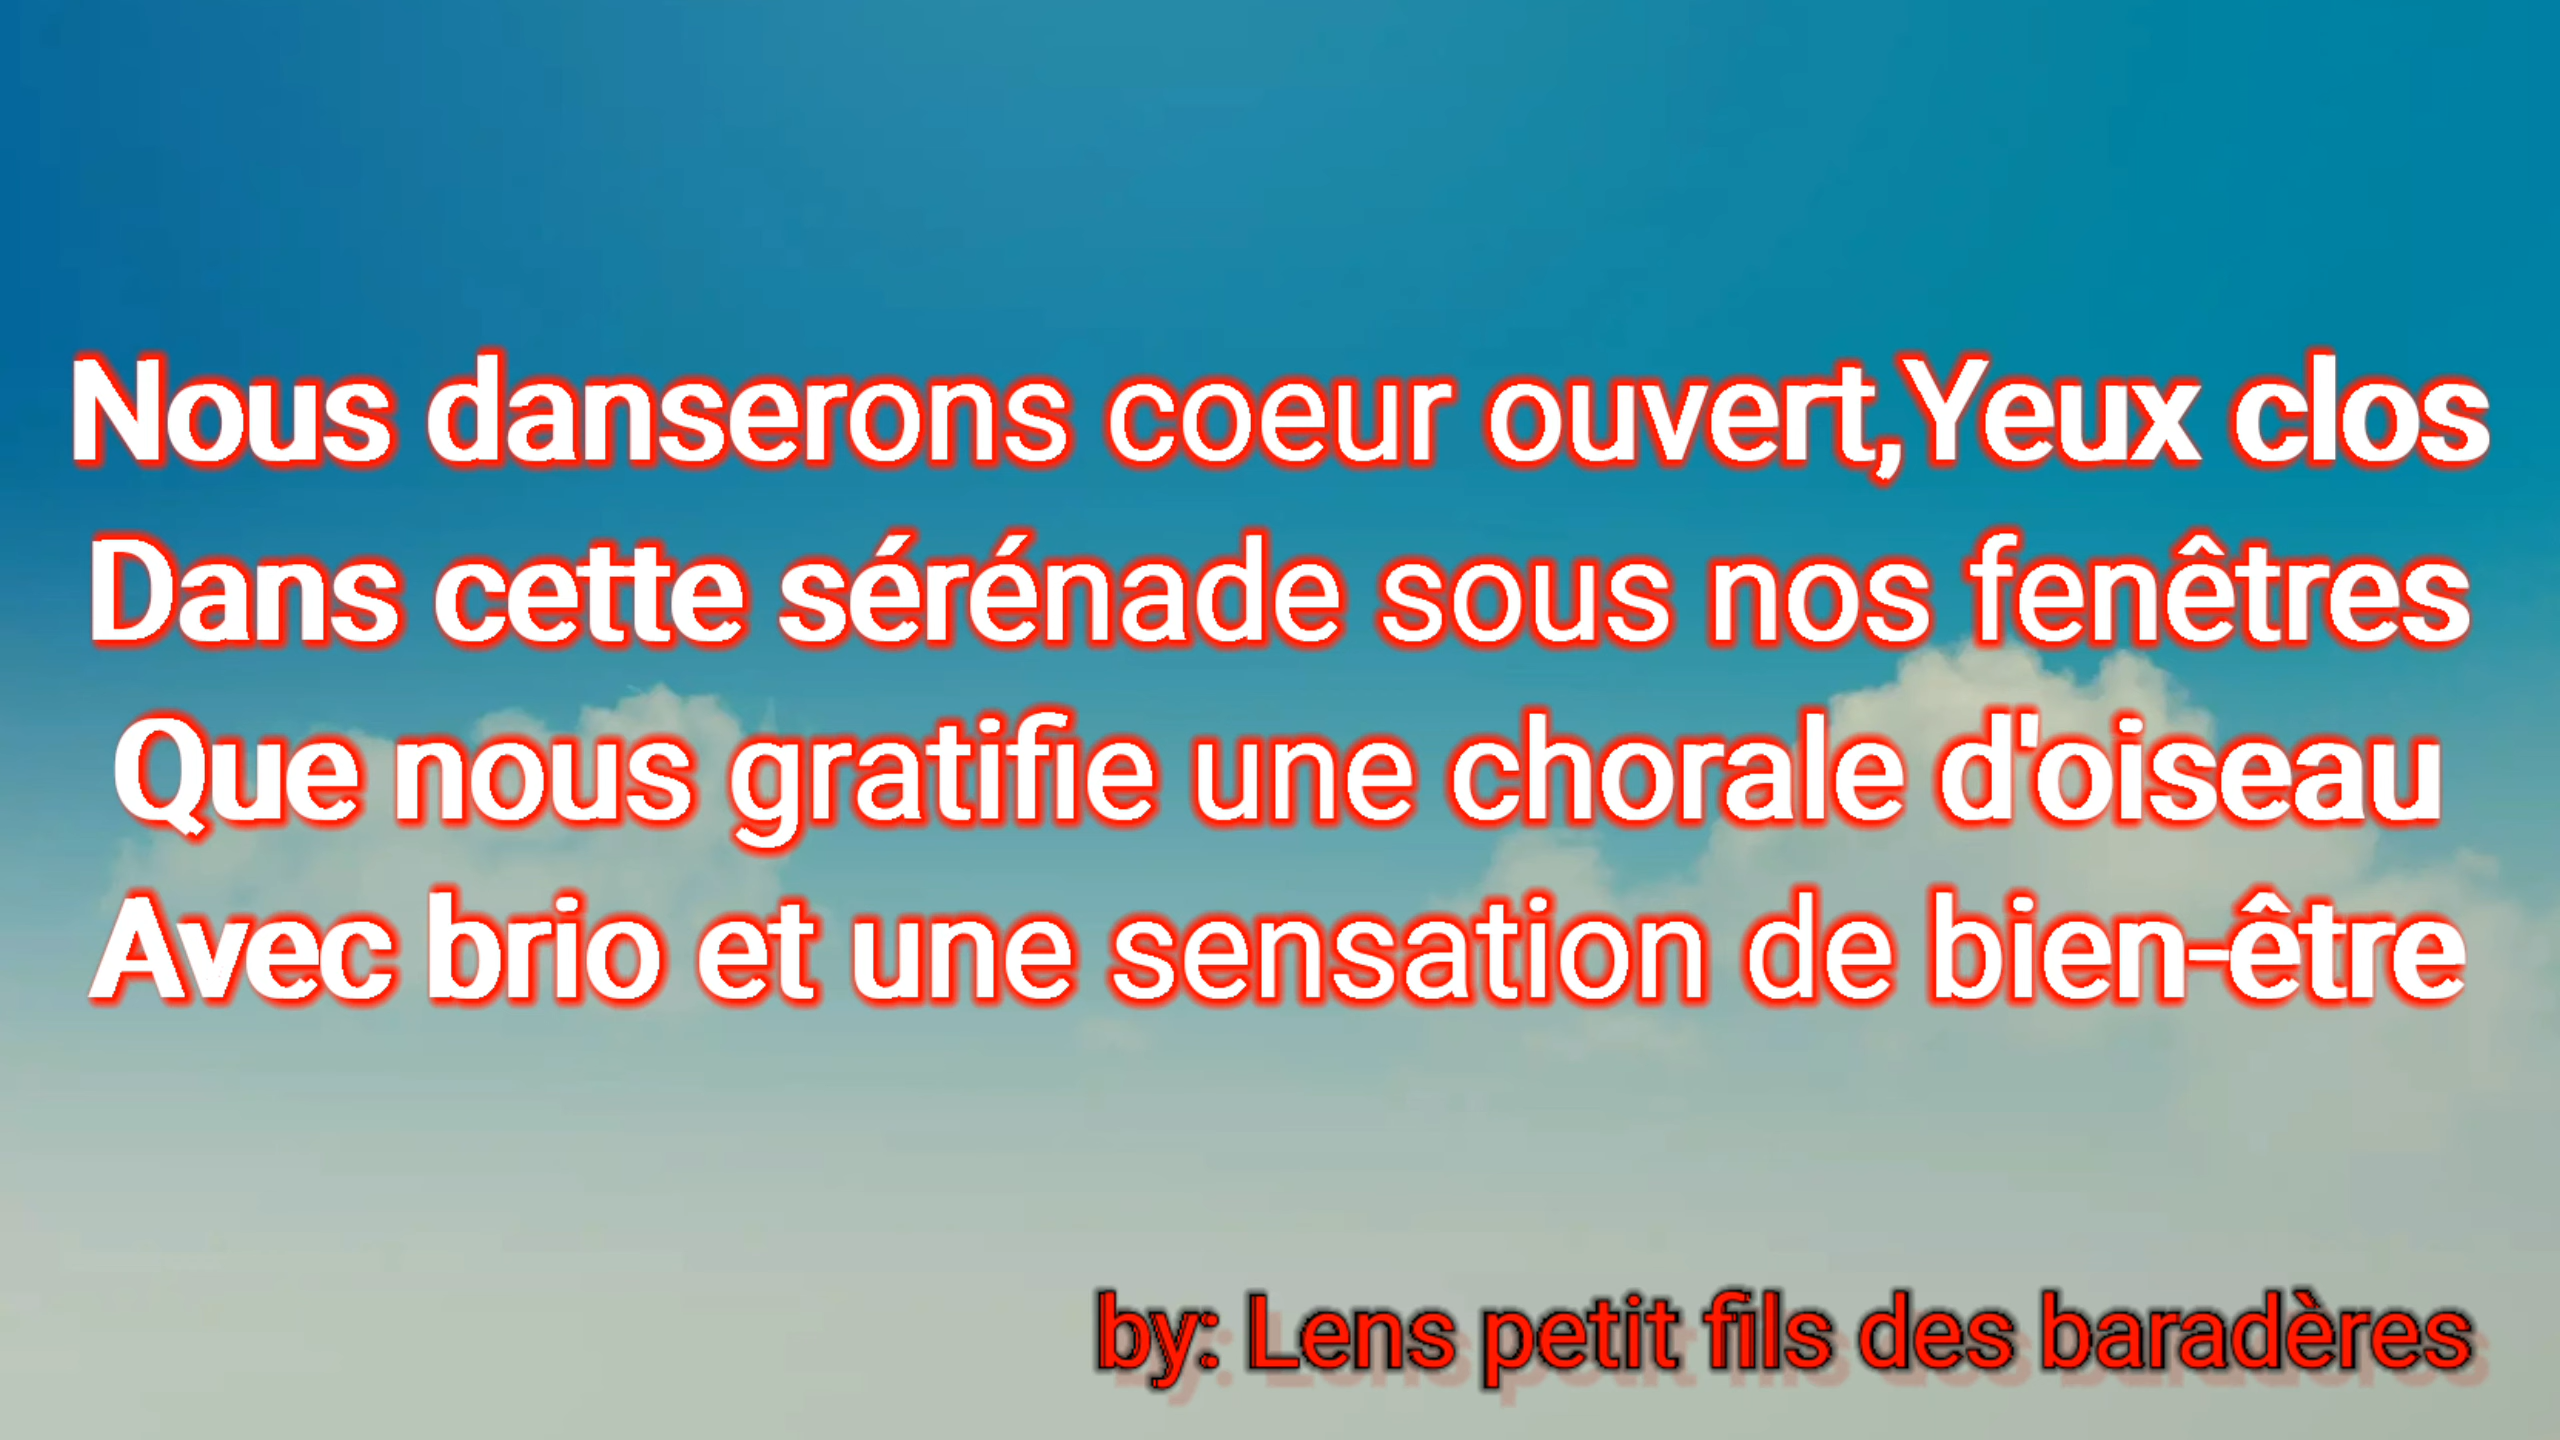 Nous danserons coeur ouvert,Yeux clos
Dans cette sérénade sous nos fenêtres
Que nous gratifie une chorale d'oiseau
Avec brio et une sensation de bien-être
by: Lens petit fils des baradères